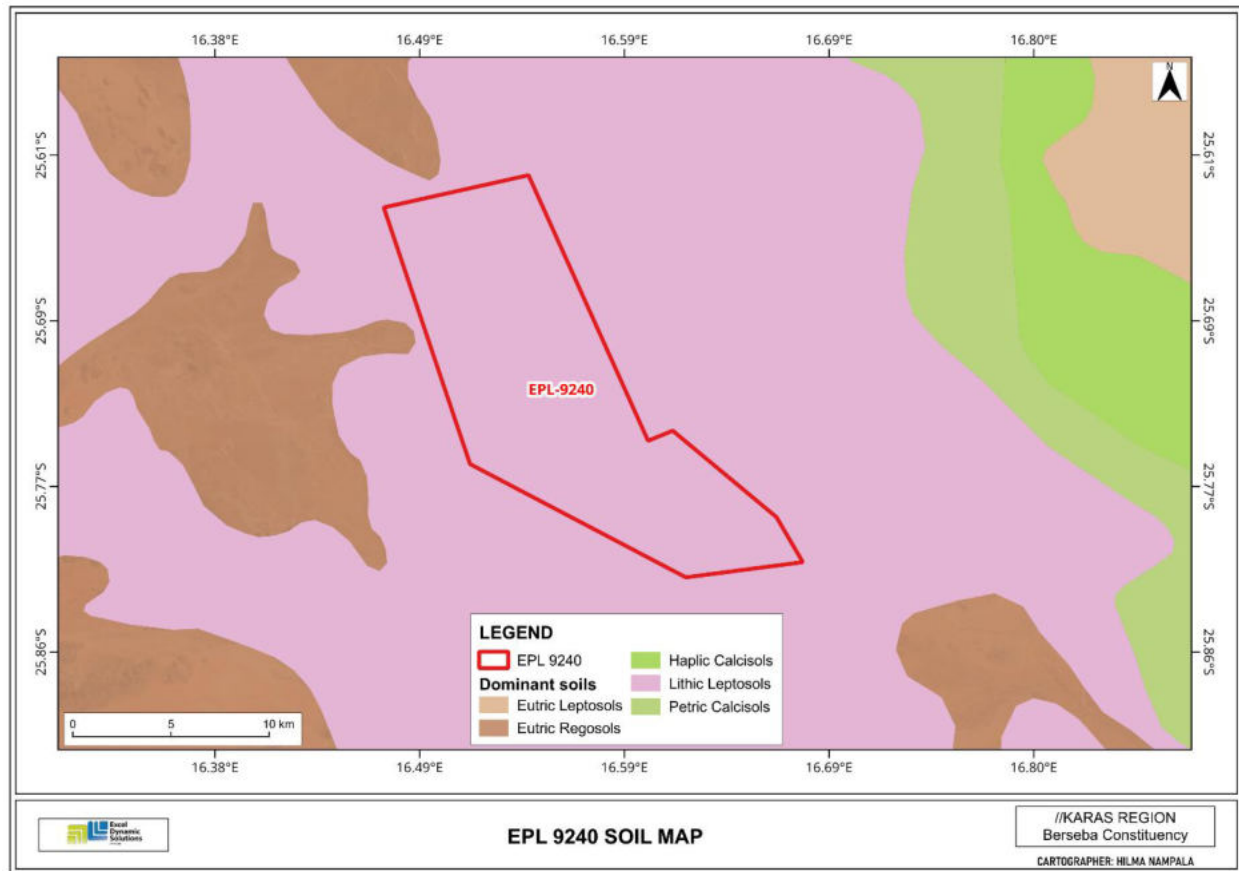 16.38°E 16.49°E 16.59°E 16.69°E 16.80°E
N
25.61°S 25.61°S
25.69°S 25.69°S
EPL-9240
25.77°S 25.77°S
25.86°S 25.86°S
LEGEND
EPL 9240
Dominant soils
Eutric Leptosols
Eutric Regosols
Haplic Calcisols
Lithic Leptosols
Petric Calcisols
0 5 10 km
16.38°E 16.49°E 16.59°E 16.69°E 16.80°E
Excel
Dynamic
Solutions
EPL 9240 SOIL MAP
//KARAS REGION
Berseba Constituency
CARTOGRAPHER: HILMA NAMPALA